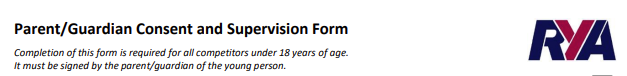 Parent/Guardian Consent and Supervision Form
RYA
Completion of this form is required for all competitors under 18 years of age.
It must be signed by the parent/guardian of the young person.